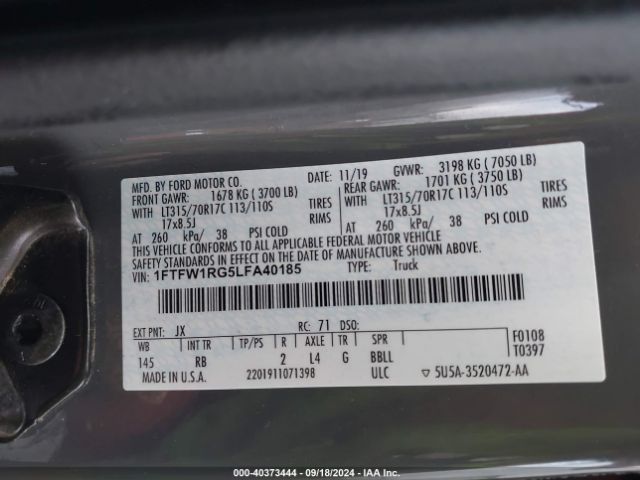 MFD. BY FORD MOTOR CO. DATE: 11/19 GVWR: 3198 KG ( 7050 LB)
FRONT GAWR: 1678 KG ( 3700 LB) REAR GAWR: 1701 KG ( 3750 LB)
WITH LT315/70R17C 113/110S TIRES WITH LT315/70R17C 113/110S TIRES
17x8.5J RIMS 17x8.5J RIMS
AT 260 kPa/ 38 PSI COLD AT 260 kPa/ 38 PSI COLD
THIS VEHICLE CONFORMS TO ALL APPLICABLE FEDERAL MOTOR VEHICLE
SAFETY STANDARDS IN EFFECT ON THE DATE OF MANUFACTURE SHOWN ABOVE.
VIN: 1FTFW1RG5LFA40185 TYPE: Truck
EXT PNT: JX RC: 71 DSO:
WB INT TR TP/PS R AXLE TR SPR F0108
145 RB 2 L4 G BBLL T0397
MADE IN U.S.A. 2201911071398 ULC ▽ 5U5A-3520472-AA
000-40373444 - 09/18/2024 - IAAI.COM